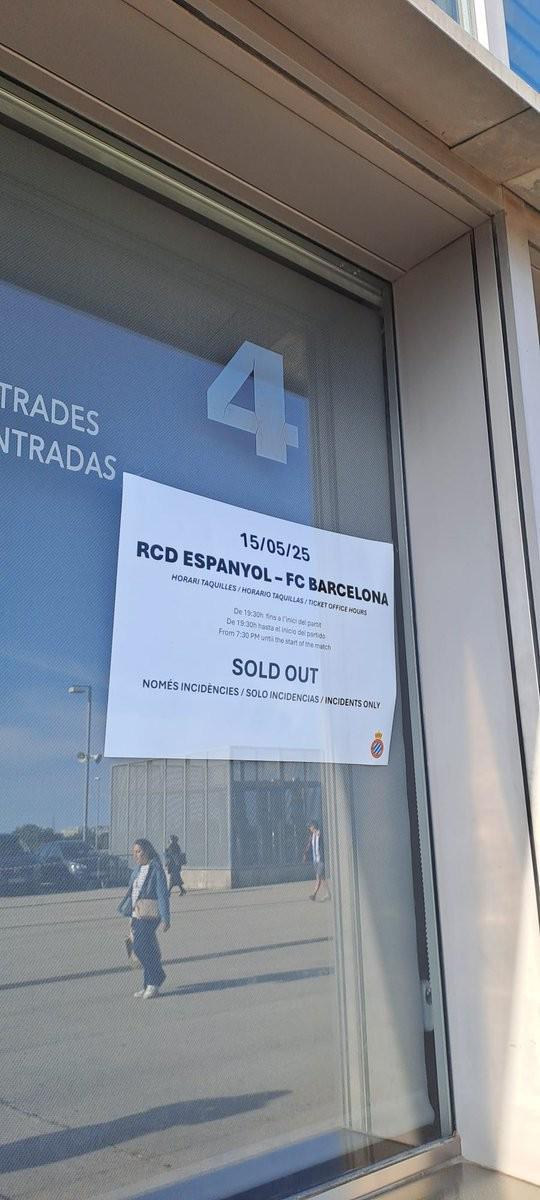 4
TRADES
NTRADAS
15/05/25
RCD ESPANYOL – FC BARCELONA
HORARI TAQUILLES / HORARIO TAQUILLAS / TICKET OFFICE HOURS
De 19:30h fins a l'inici del partit
De 19:30h hasta el inicio del partido
From 7:30 PM until the start of the match
SOLD OUT
NOMÉS INCIDÈNCIES / SOLO INCIDENCIAS / INCIDENTS ONLY